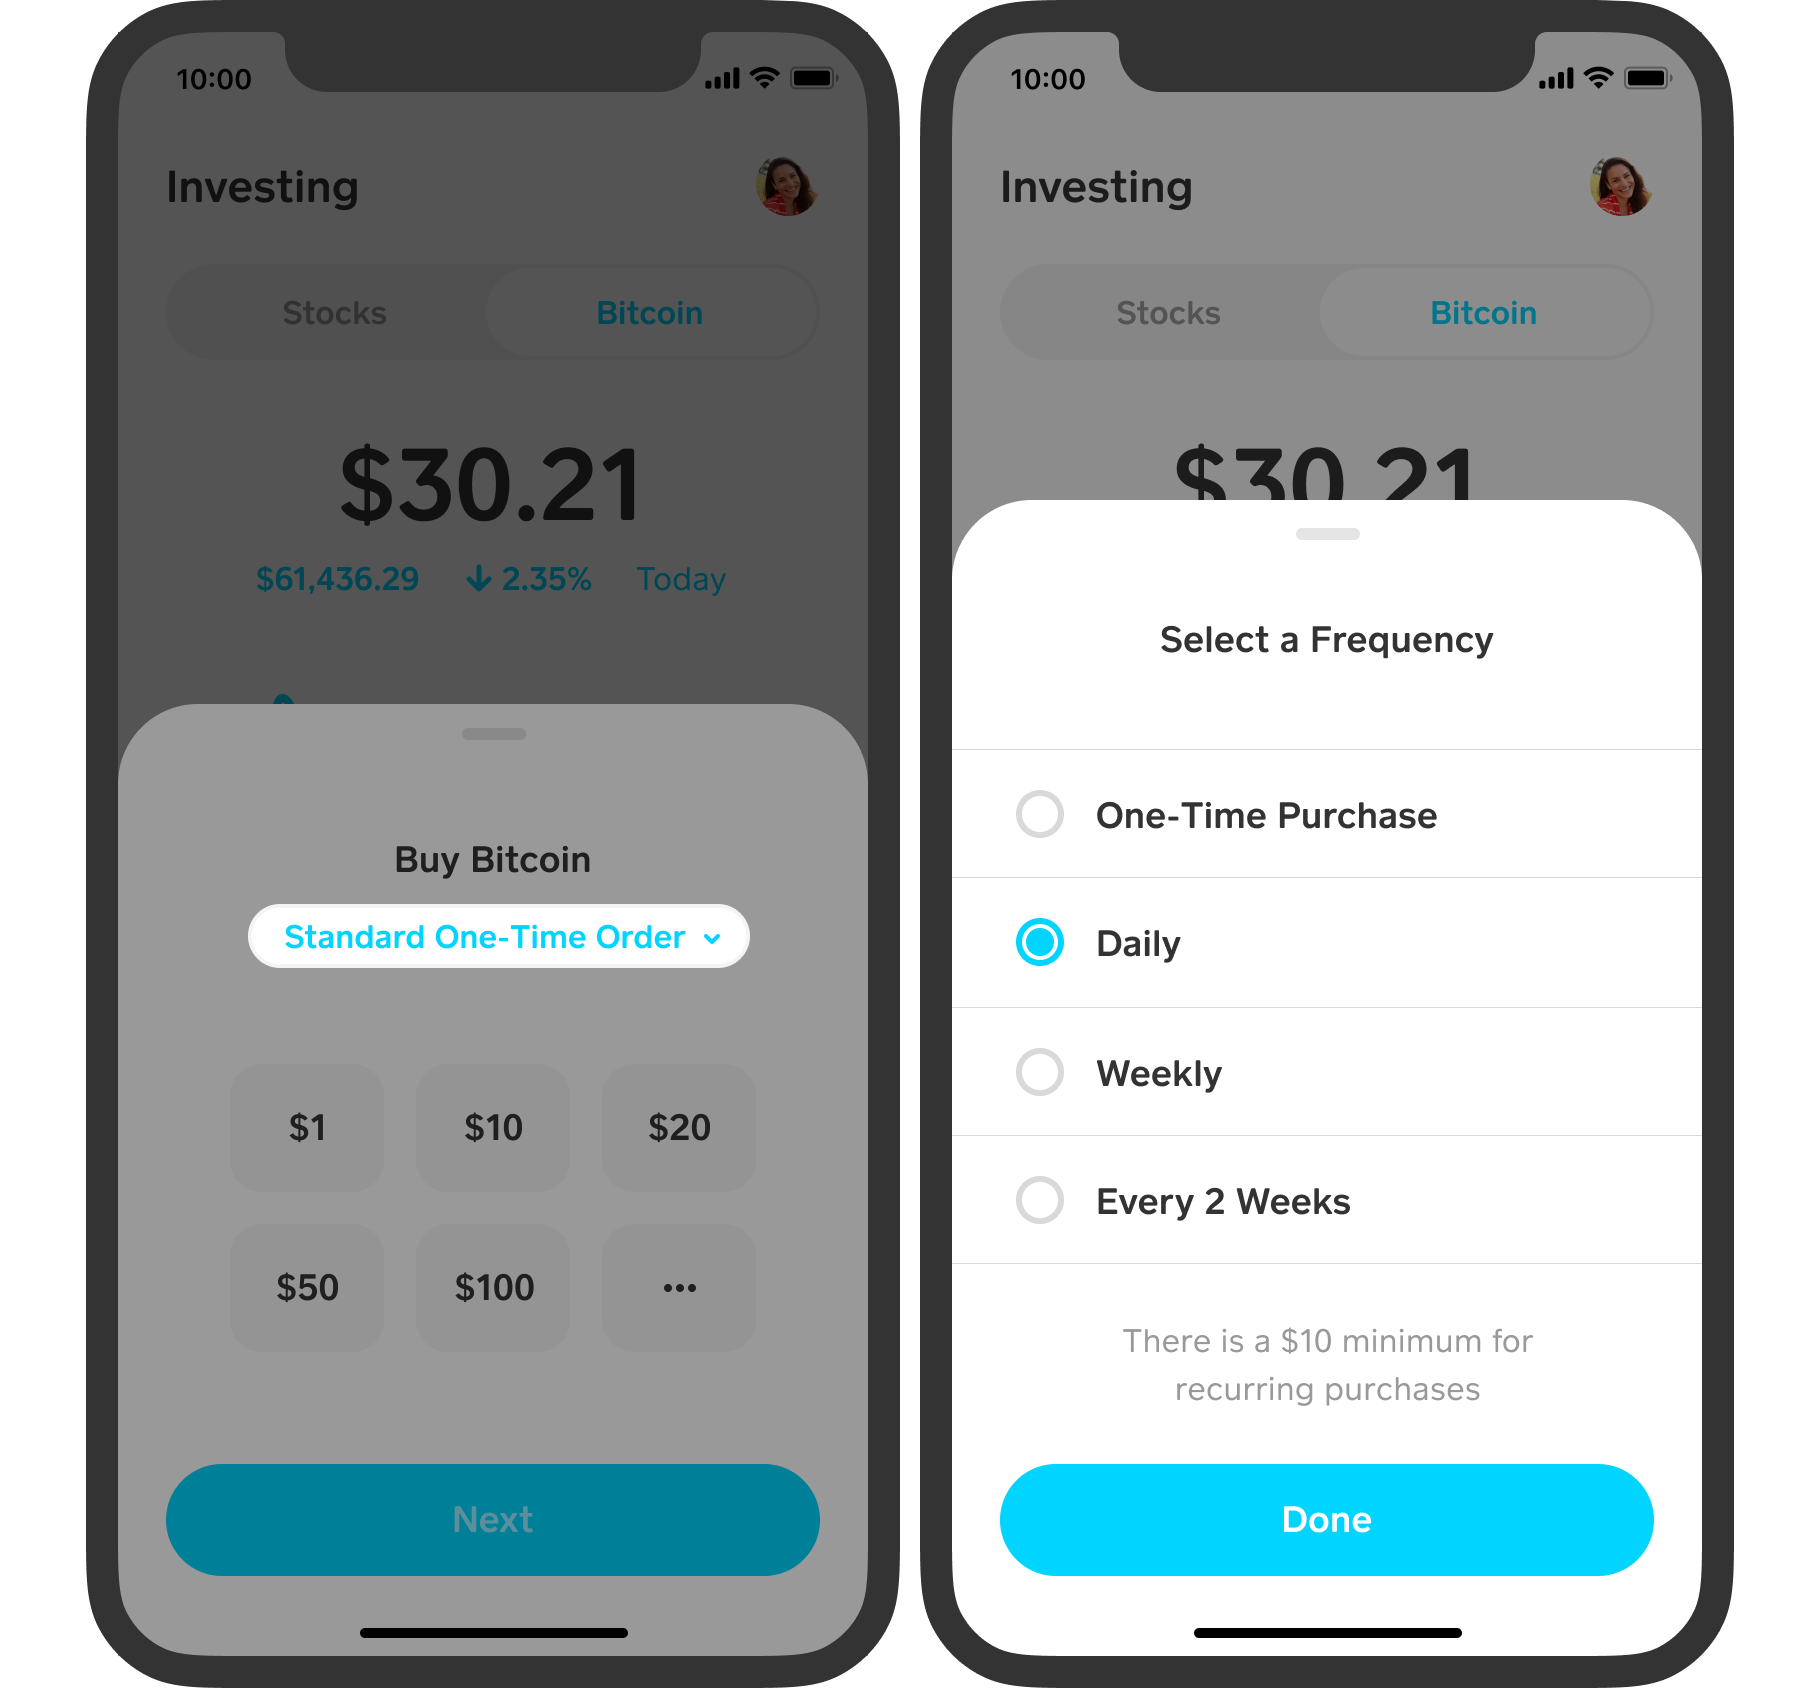 10:00
Investing
Stocks
Bitcoin
$30.21
$61,436.29 2.35% Today
Buy Bitcoin
Standard One-Time Order
$1
$10
$20
$50
$100
•••
Next
10:00
Investing
Stocks
Bitcoin
$30.21
Select a Frequency
One-Time Purchase
Daily
Weekly
Every 2 Weeks
There is a $10 minimum for
recurring purchases
Done